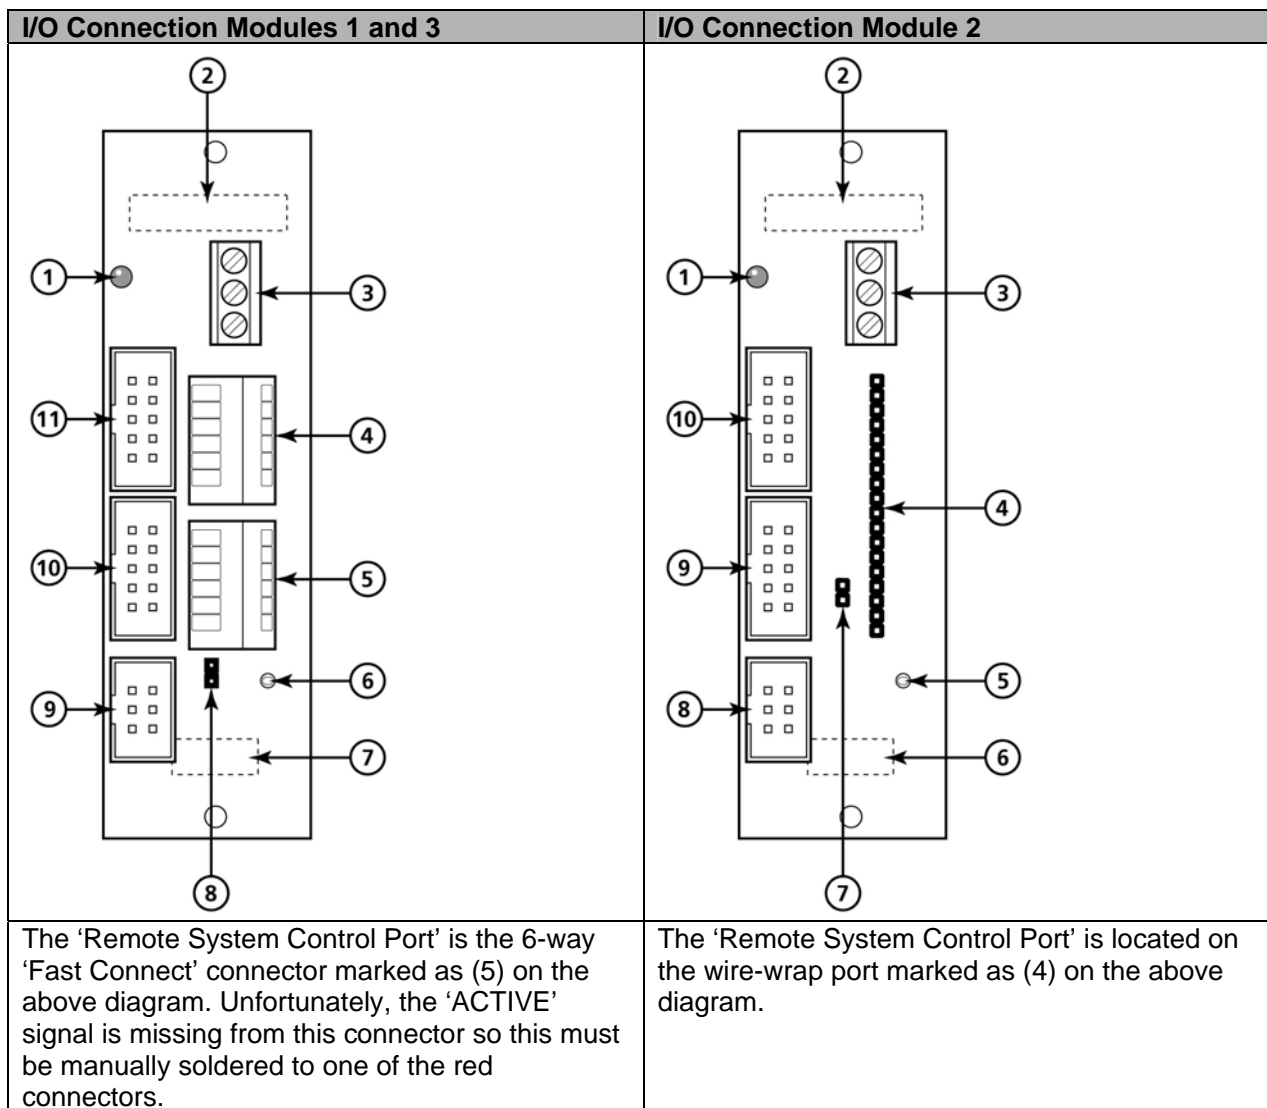 I/O Connection Modules 1 and 3
2
1
3
11
4
10
5
6
9
7
8
The ‘Remote System Control Port’ is the 6-way
‘Fast Connect’ connector marked as (5) on the
above diagram. Unfortunately, the ‘ACTIVE’
signal is missing from this connector so this must
be manually soldered to one of the red
connectors.
I/O Connection Module 2
2
1
3
10
4
9
5
8
6
7
The ‘Remote System Control Port’ is located on
the wire-wrap port marked as (4) on the above
diagram.